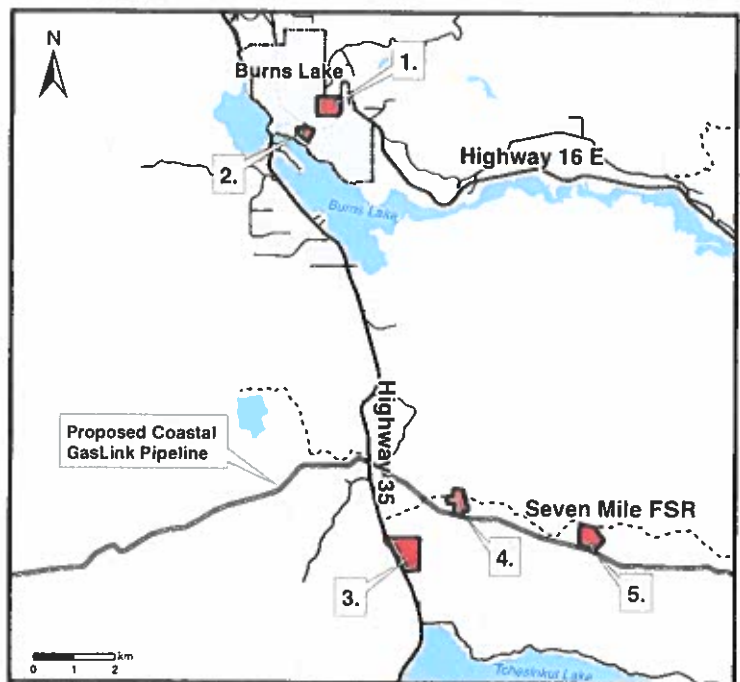 N
Burns Lake
1.
2.
Highway 16 E
Burns Lake
Highway 35
Proposed Coastal
GasLink Pipeline
Seven Mile FSR
4.
3.
5.
0 1 2 km
Tchesinkut Lake